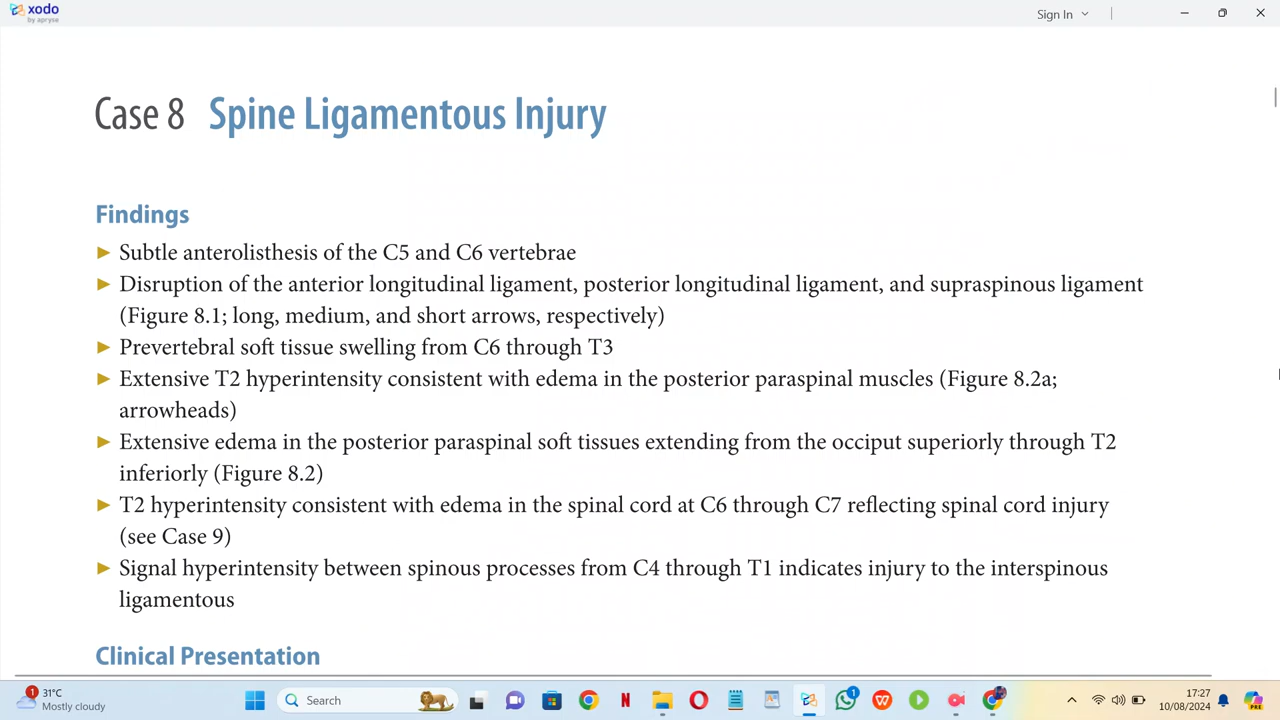 xodo
by apryse
Sign In
Case 8 Spine Ligamentous Injury
Findings
► Subtle anterolisthesis of the C5 and C6 vertebrae
► Disruption of the anterior longitudinal ligament, posterior longitudinal ligament, and supraspinous ligament
(Figure 8.1; long, medium, and short arrows, respectively)
► Prevertebral soft tissue swelling from C6 through T3
► Extensive T2 hyperintensity consistent with edema in the posterior paraspinal muscles (Figure 8.2a;
arrowheads)
► Extensive edema in the posterior paraspinal soft tissues extending from the occiput superiorly through T2
inferiorly (Figure 8.2)
► T2 hyperintensity consistent with edema in the spinal cord at C6 through C7 reflecting spinal cord injury
(see Case 9)
► Signal hyperintensity between spinous processes from C4 through T1 indicates injury to the interspinous
ligamentous
Clinical Presentation
1
31°C
Mostly cloudy
Search
1
17:27
10/08/2024